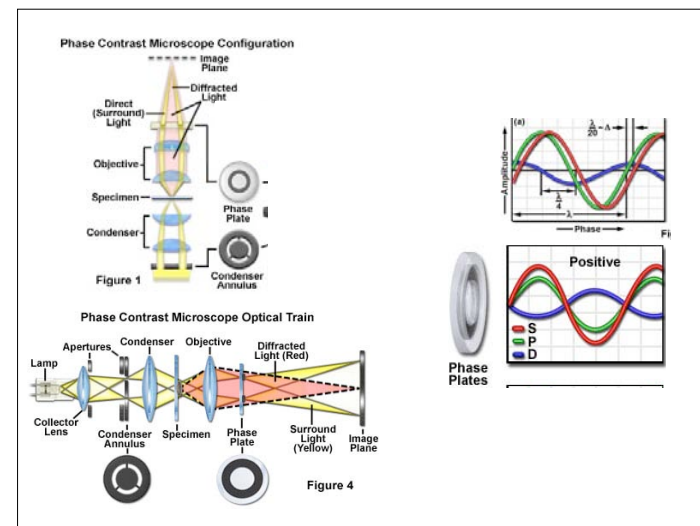 Phase Contrast Microscope Configuration
Image
Plane
Diffracted
Light
Direct
(Surround)
Light
Objective
Specimen
Phase
Plate
Condenser
Condenser
Annulus
Figure 1
(a)
λ
20
Δ
Amplitude
λ
4
λ
Phase
Positive
S
P
D
Phase
Plates
Phase Contrast Microscope Optical Train
Apertures
Condenser
Objective
Diffracted
Light (Red)
Lamp
Collector
Lens
Condenser
Annulus
Specimen
Phase
Plate
Surround
Light
(Yellow)
Image
Plane
Figure 4